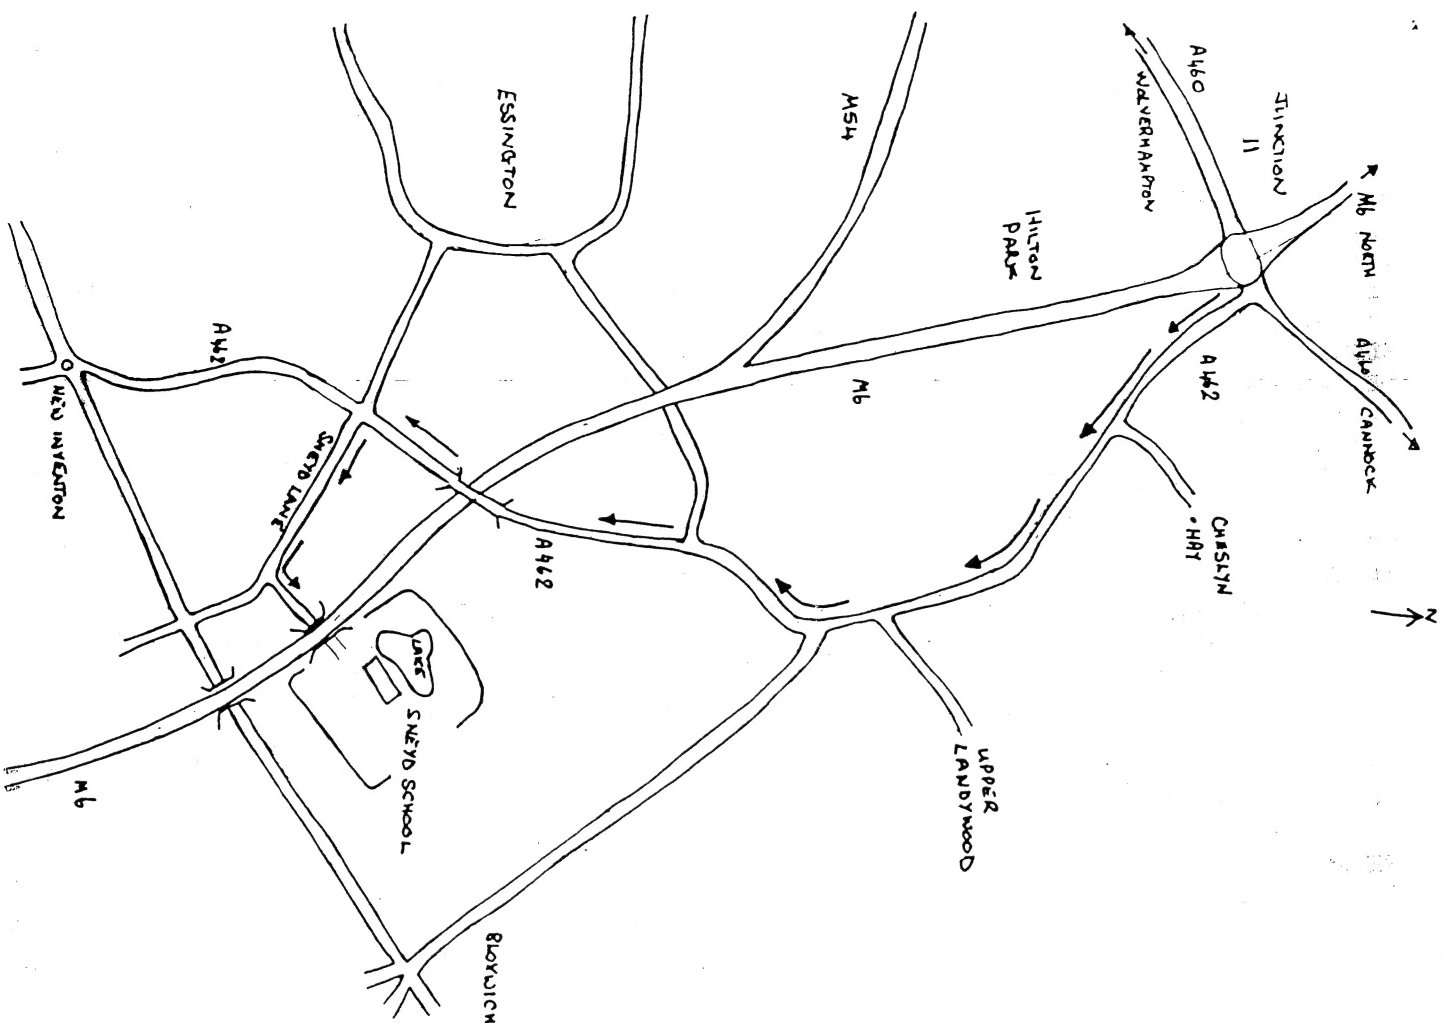 N
M6 NORTH
A460 CANNOCK
JUNCTION
11
A460
WOLVERHAMPTON
A462
CHESLYN
HAY
HILTON
PARK
M54
M6
UPPER
LANDYWOOD
ESSINGTON
A462
A462
SNEYD LANE
LAKE
SNEYD SCHOOL
BLOXWICH
NEW INVENTON
M6